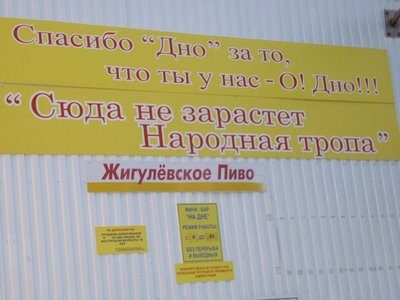 Спасибо "Дно" за то,
что ты у нас - О! Дно!!!
"Сюда не зарастет
Народная тропа"
Жигулёвское Пиво
МИНИ - БАР
"НА ДНЕ"
РЕЖИМ РАБОТЫ
БЕЗ ПЕРЕРЫВА
И ВЫХОДНЫХ